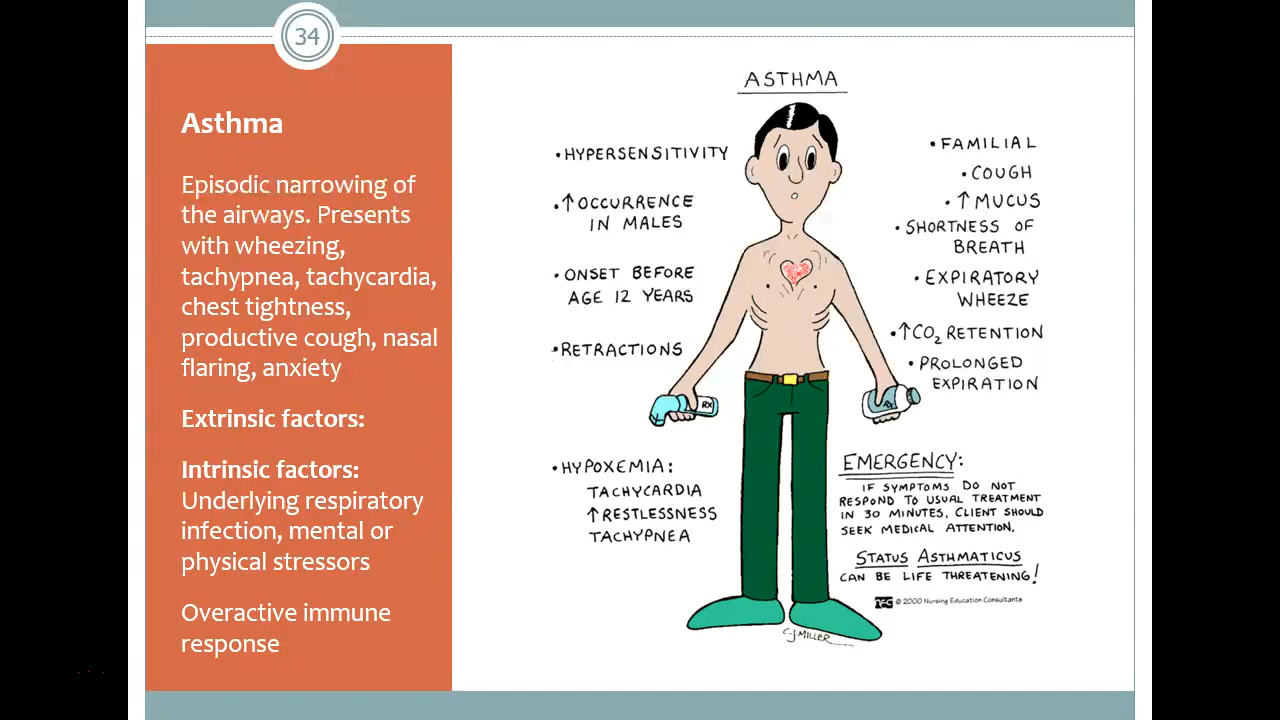 34
Asthma
Episodic narrowing of
the airways. Presents
with wheezing,
tachypnea, tachycardia,
chest tightness,
productive cough, nasal
flaring, anxiety
Extrinsic factors:
Intrinsic factors:
Underlying respiratory
infection, mental or
physical stressors
Overactive immune
response
ASTHMA
•HYPERSENSITIVITY
•↑OCCURRENCE
IN MALES
•ONSET BEFORE
AGE 12 YEARS
•RETRACTIONS
•HYPOXEMIA:
TACHYCARDIA
↑RESTLESSNESS
TACHYPNEA
•FAMILIAL
•COUGH
•↑MUCUS
•SHORTNESS OF
BREATH
•EXPIRATORY
WHEEZE
•↑CO₂ RETENTION
•PROLONGED
EXPIRATION
RX
RX
EMERGENCY:
IF SYMPTOMS DO NOT
RESPOND TO USUAL TREATMENT
IN 30 MINUTES, CLIENT SHOULD
SEEK MEDICAL ATTENTION.
STATUS ASTHMATICUS
CAN BE LIFE THREATENING!
NEC © 2000 Nursing Education Consultants
C-J MILLER